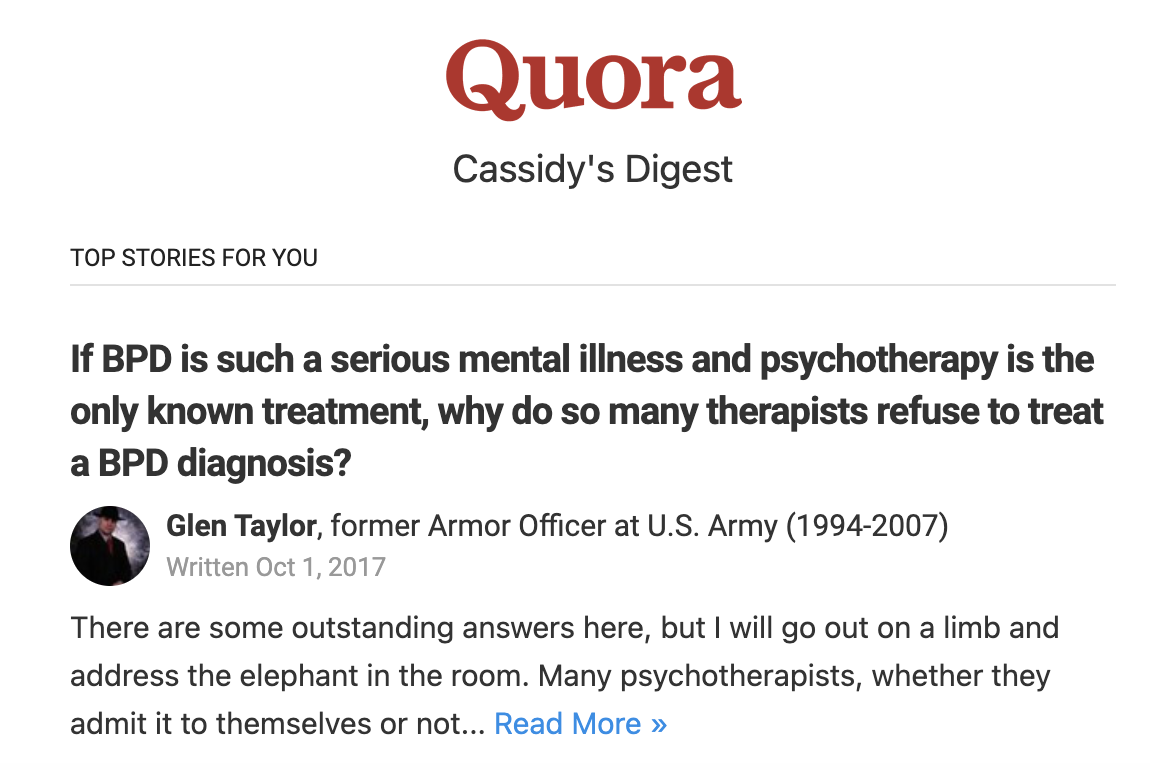 Quora
Cassidy's Digest
TOP STORIES FOR YOU
If BPD is such a serious mental illness and psychotherapy is the
only known treatment, why do so many therapists refuse to treat
a BPD diagnosis?
Glen Taylor, former Armor Officer at U.S. Army (1994-2007)
Written Oct 1, 2017
There are some outstanding answers here, but I will go out on a limb and
address the elephant in the room. Many psychotherapists, whether they
admit it to themselves or not... Read More »